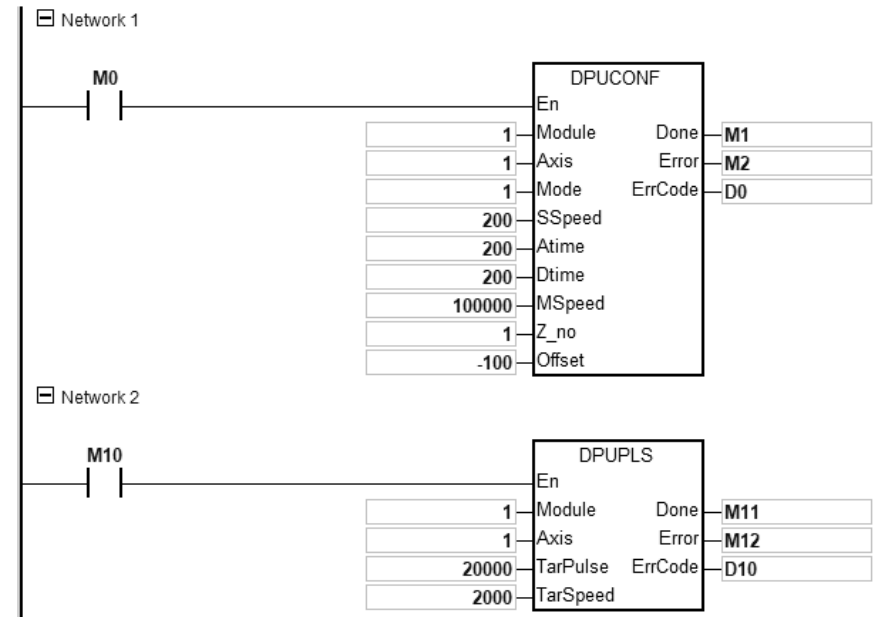 Network 1
M0
DPUCONF
En
1 Module Done M1
1 Axis Error M2
1 Mode ErrCode D0
200 SSpeed
200 Atime
200 Dtime
100000 MSpeed
1 Z_no
-100 Offset
Network 2
M10
DPUPLS
En
1 Module Done M11
1 Axis Error M12
20000 TarPulse ErrCode D10
2000 TarSpeed